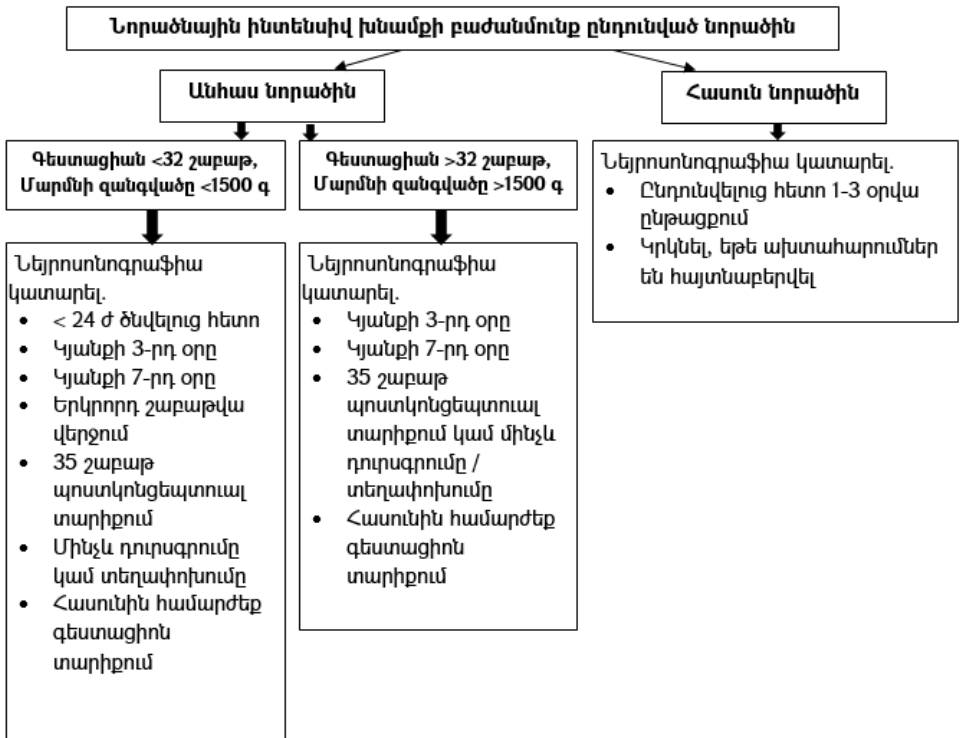 Նորածնային ինտենսիվ խնամքի բաժանմունք ընդունված նորածին
Անհաս նորածին
Հասուն նորածին
Գեստացիան <32 շաբաթ,
Մարմնի զանգվածը <1500 գ
Գեստացիան >32 շաբաթ,
Մարմնի զանգվածը >1500 գ
Նեյրոսոնոգրաֆիա կատարել.
• Ընդունվելուց հետո 1-3 օրվա
ընթացքում
• Կրկնել, եթե ախտահարումներ
են հայտնաբերվել
Նեյրոսոնոգրաֆիա
կատարել.
• < 24 ժ ծնվելուց հետո
• Կյանքի 3-րդ օրը
• Կյանքի 7-րդ օրը
• Երկրորդ շաբաթվա
վերջում
• 35 շաբաթ
պոստկոնցեպտուալ
տարիքում
• Մինչև դուրսգրումը
կամ տեղափոխումը
• Հասունին համարժեք
գեստացիոն
տարիքում
Նեյրոսոնոգրաֆիա
կատարել.
• Կյանքի 3-րդ օրը
• Կյանքի 7-րդ օրը
• 35 շաբաթ
պոստկոնցեպտուալ
տարիքում կամ մինչև
դուրսգրումը /
տեղափոխումը
• Հասունին համարժեք
գեստացիոն
տարիքում